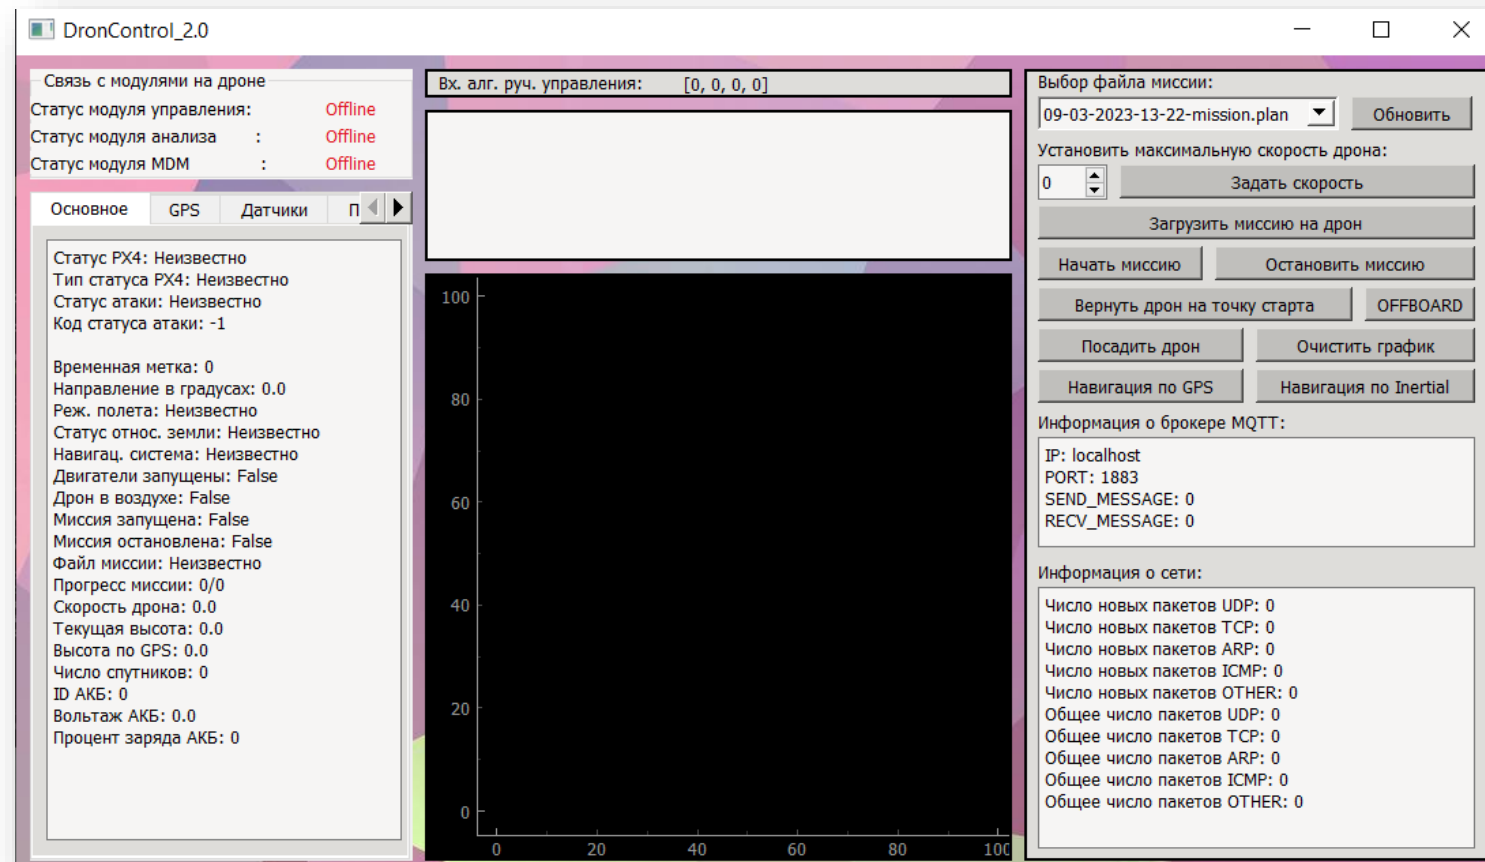 DronControl_2.0
Связь с модулями на дроне
Статус модуля управления: Offline
Статус модуля анализа : Offline
Статус модуля MDM : Offline
Основное GPS Датчики П
Статус PX4: Неизвестно
Тип статуса PX4: Неизвестно
Статус атаки: Неизвестно
Код статуса атаки: -1
Временная метка: 0
Направление в градусах: 0.0
Реж. полета: Неизвестно
Статус относ. земли: Неизвестно
Навигац. система: Неизвестно
Двигатели запущены: False
Дрон в воздухе: False
Миссия запущена: False
Миссия остановлена: False
Файл миссии: Неизвестно
Прогресс миссии: 0/0
Скорость дрона: 0.0
Текущая высота: 0.0
Высота по GPS: 0.0
Число спутников: 0
ID АКБ: 0
Вольтаж АКБ: 0.0
Процент заряда АКБ: 0
Вх. алг. руч. управления: [0, 0, 0, 0]
100
80
60
40
20
0
0 20 40 60 80 100
Выбор файла миссии:
09-03-2023-13-22-mission.plan Обновить
Установить максимальную скорость дрона:
0 Задать скорость
Загрузить миссию на дрон
Начать миссию Остановить миссию
Вернуть дрон на точку старта OFFBOARD
Посадить дрон Очистить график
Навигация по GPS Навигация по Inertial
Информация о брокере MQTT:
IP: localhost
PORT: 1883
SEND_MESSAGE: 0
RECV_MESSAGE: 0
Информация о сети:
Число новых пакетов UDP: 0
Число новых пакетов TCP: 0
Число новых пакетов ARP: 0
Число новых пакетов ICMP: 0
Число новых пакетов OTHER: 0
Общее число пакетов UDP: 0
Общее число пакетов TCP: 0
Общее число пакетов ARP: 0
Общее число пакетов ICMP: 0
Общее число пакетов OTHER: 0